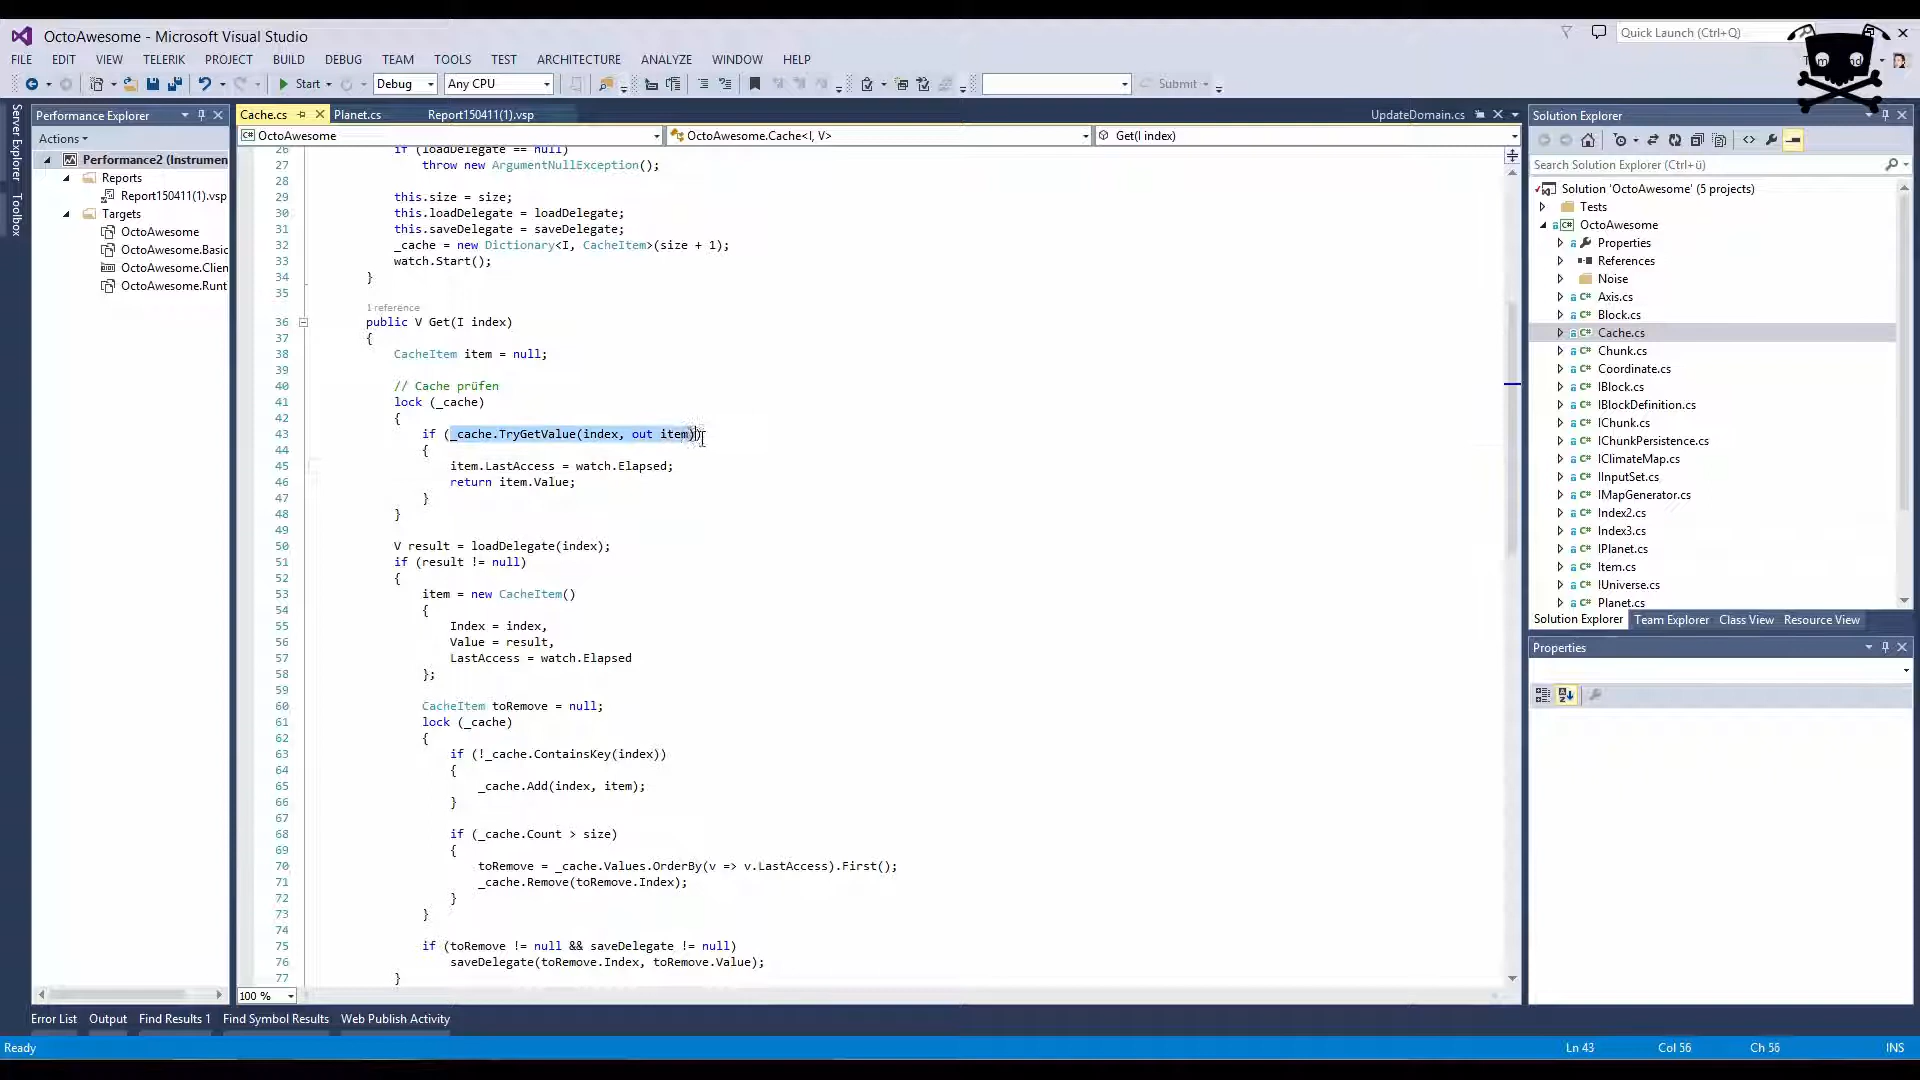 OctoAwesome - Microsoft Visual Studio
Quick Launch (Ctrl+Q)
FILE EDIT VIEW TELERIK PROJECT BUILD DEBUG TEAM TOOLS TEST ARCHITECTURE ANALYZE WINDOW HELP
Start Debug Any CPU Submit
Server Explorer
Toolbox
Performance Explorer
Actions
Performance2 (Instrumen
Reports
Report150411(1).vsp
Targets
OctoAwesome
OctoAwesome.Basic
OctoAwesome.Clien
OctoAwesome.Runt
Cache.cs Planet.cs Report150411(1).vsp UpdateDomain.cs
OctoAwesome OctoAwesome.Cache<I, V> Get(I index)
26 if (loadDelegate == null)
27 throw new ArgumentNullException();
28
29 this.size = size;
30 this.loadDelegate = loadDelegate;
31 this.saveDelegate = saveDelegate;
32 _cache = new Dictionary<I, CacheItem>(size + 1);
33 watch.Start();
34 }
35
1 reference
36 public V Get(I index)
37 {
38 CacheItem item = null;
39
40 // Cache prüfen
41 lock (_cache)
42 {
43 if (_cache.TryGetValue(index, out item))
44 {
45 item.LastAccess = watch.Elapsed;
46 return item.Value;
47 }
48 }
49
50 V result = loadDelegate(index);
51 if (result != null)
52 {
53 item = new CacheItem()
54 {
55 Index = index,
56 Value = result,
57 LastAccess = watch.Elapsed
58 };
59
60 CacheItem toRemove = null;
61 lock (_cache)
62 {
63 if (!_cache.ContainsKey(index))
64 {
65 _cache.Add(index, item);
66 }
67
68 if (_cache.Count > size)
69 {
70 toRemove = _cache.Values.OrderBy(v => v.LastAccess).First();
71 _cache.Remove(toRemove.Index);
72 }
73 }
74
75 if (toRemove != null && saveDelegate != null)
76 saveDelegate(toRemove.Index, toRemove.Value);
77 }
100 %
Solution Explorer
Search Solution Explorer (Ctrl+ü)
Solution 'OctoAwesome' (5 projects)
Tests
OctoAwesome
Properties
References
Noise
Axis.cs
Block.cs
Cache.cs
Chunk.cs
Coordinate.cs
IBlock.cs
IBlockDefinition.cs
IChunk.cs
IChunkPersistence.cs
IClimateMap.cs
IInputSet.cs
IMapGenerator.cs
Index2.cs
Index3.cs
IPlanet.cs
Item.cs
IUniverse.cs
Planet.cs
Solution Explorer Team Explorer Class View Resource View
Properties
Error List Output Find Results 1 Find Symbol Results Web Publish Activity
Ready Ln 43 Col 56 Ch 56 INS